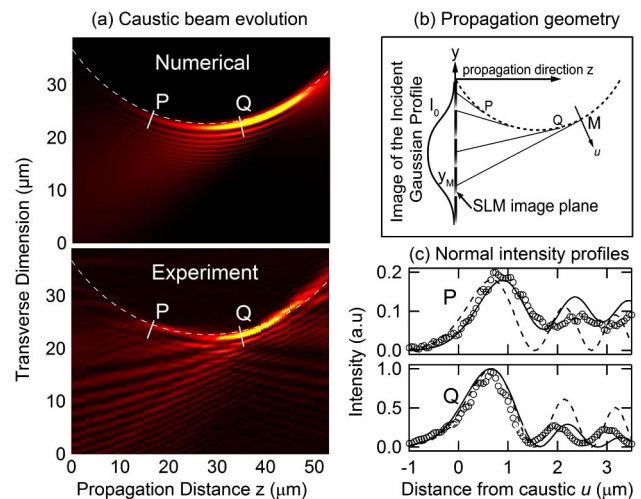 (a) Caustic beam evolution
Transverse Dimension (μm)
30
20
10
0
Numerical
P
Q
30
20
10
0
Experiment
P
Q
0
10
20
30
40
50
Propagation Distance z (μm)
(b) Propagation geometry
Image of the Incident
Gaussian Profile
y
propagation direction z
I0
P
Q
M
u
yM
SLM image plane
(c) Normal intensity profiles
Intensity (a.u)
0.2
0.1
0.0
P
1.0
0.5
0.0
Q
-1
0
1
2
3
Distance from caustic u (μm)